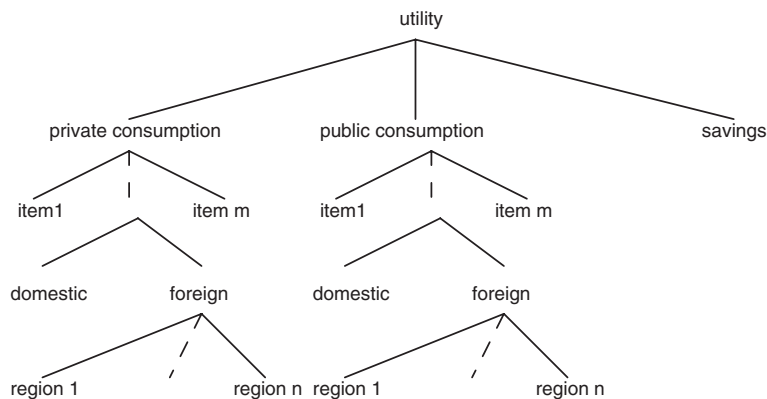 utility
private consumption
public consumption
savings
item1
item m
item1
item m
domestic
foreign
domestic
foreign
region 1
region n
region 1
region n